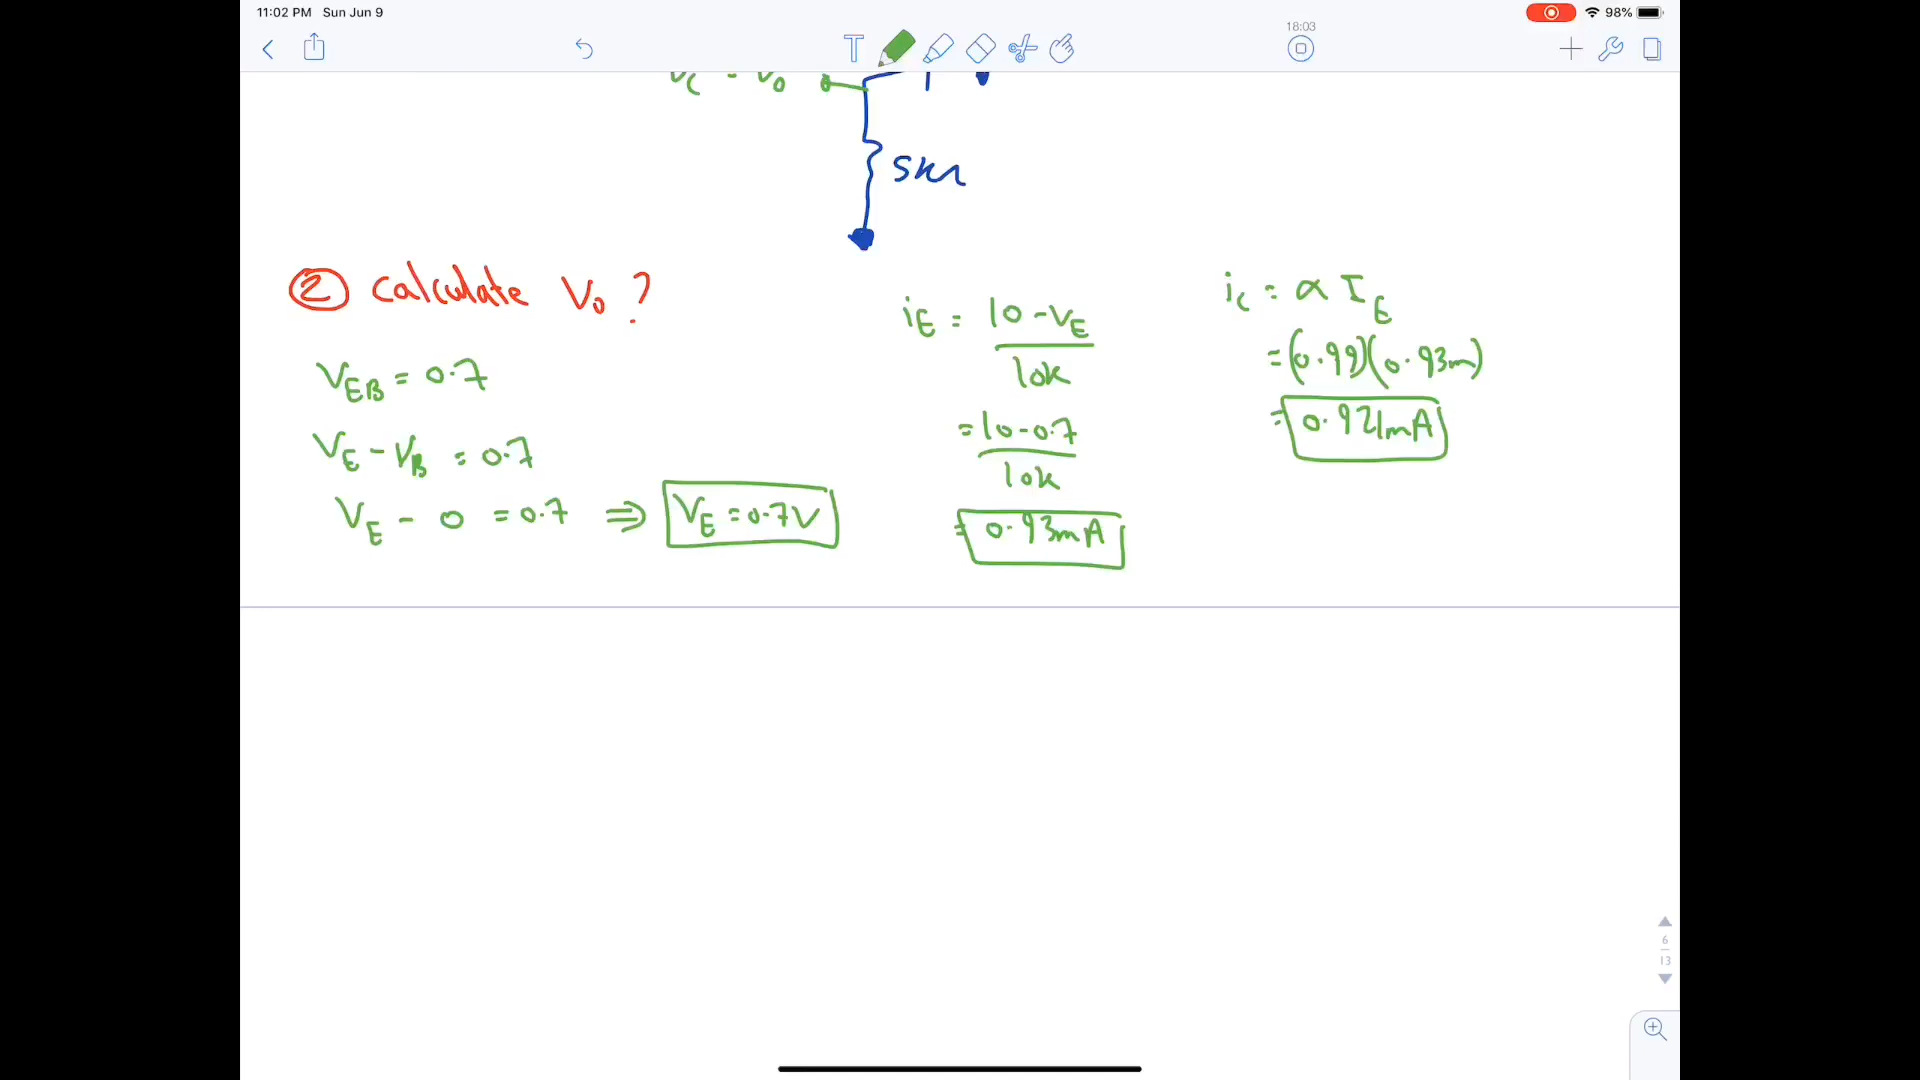 11:02 PM Sun Jun 9
98%
18:03
T
Vc = Vo
5kΩ
② Calculate Vo ?
VEB = 0.7
VE - VB = 0.7
VE - 0 = 0.7 ⇒ VE = 0.7V
iE = 10 - VE
10k
= 10 - 0.7
10k
= 0.93mA
ic = α IE
= (0.99)(0.93m)
= 0.921mA
6
13